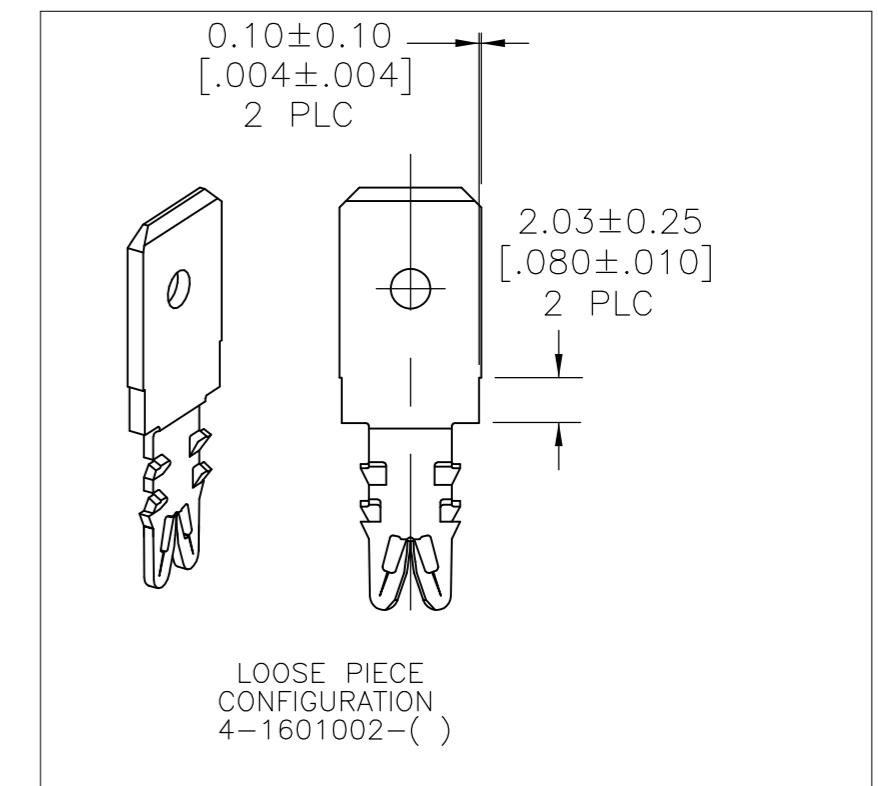 0.10±0.10
[.004±.004]
2 PLC
2.03±0.25
[.080±.010]
2 PLC
LOOSE PIECE
CONFIGURATION
4-1601002-( )